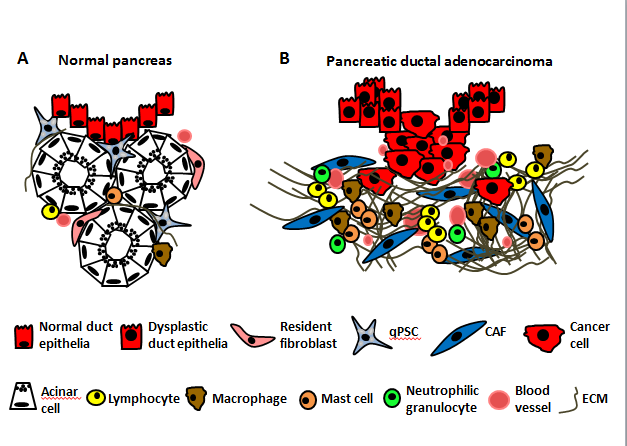 A Normal pancreas B Pancreatic ductal adenocarcinoma
Normal duct Dysplastic Resident qPSC CAF Cancer
epithelia duct epithelia fibroblast cell
Acinar Lymphocyte Macrophage Mast cell Neutrophilic Blood ECM
cell granulocyte vessel